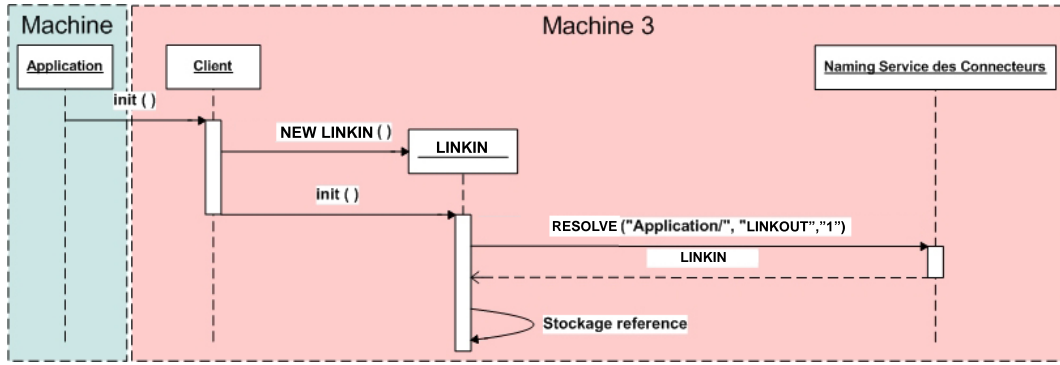 Machine
Machine 3
Application
Client
Naming Service des Connecteurs
init ( )
NEW LINKIN ( )
LINKIN
init ( )
RESOLVE ("Application/", "LINKOUT”,”1”)
LINKIN
Stockage reference